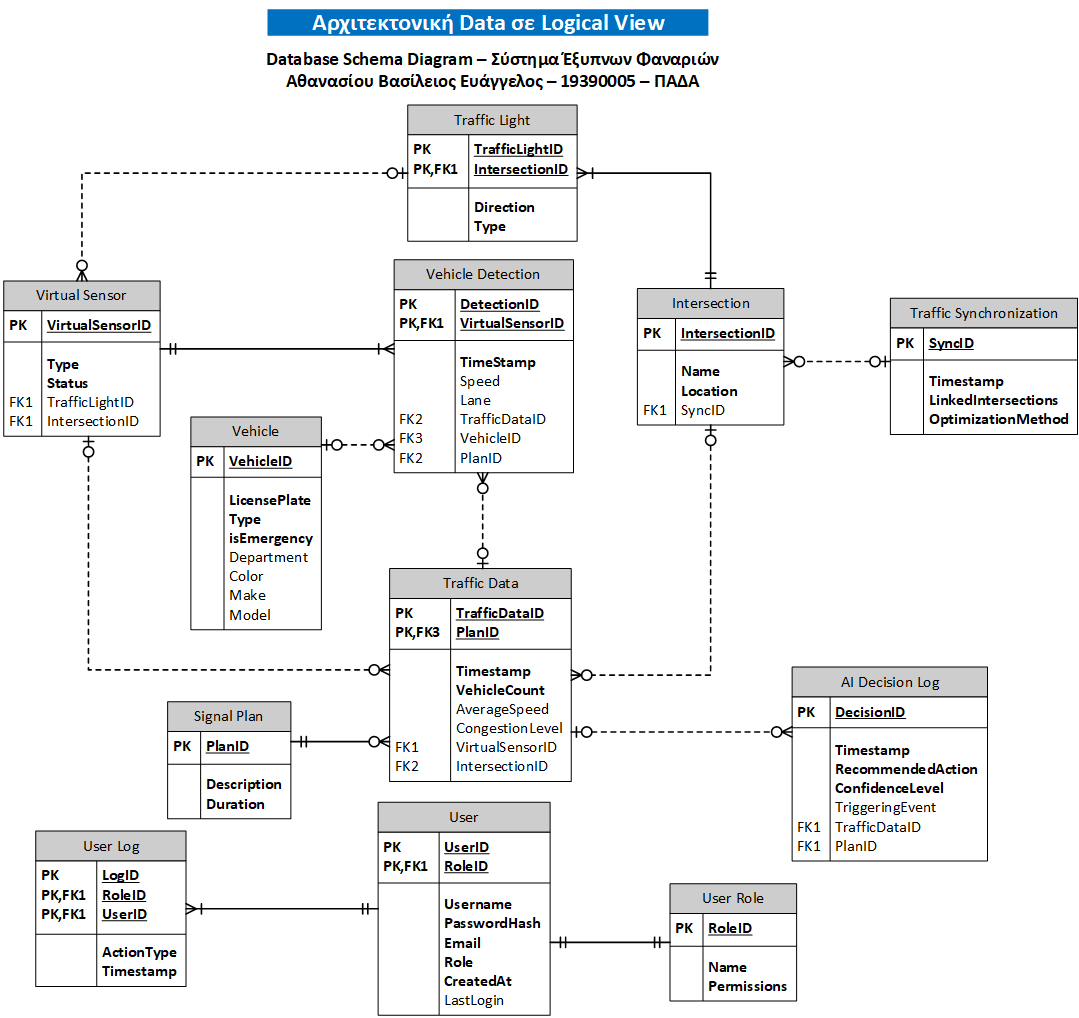 Αρχιτεκτονική Data σε Logical View
Database Schema Diagram – Σύστημα Έξυπνων Φαναριών
Αθανασίου Βασίλειος Ευάγγελος – 19390005 – ΠΑΔΑ
Traffic Light
PK TrafficLightID
PK,FK1 IntersectionID
Direction
Type
Virtual Sensor
PK VirtualSensorID
Type
Status
FK1 TrafficLightID
FK1 IntersectionID
Vehicle Detection
PK DetectionID
PK,FK1 VirtualSensorID
TimeStamp
Speed
Lane
FK2 TrafficDataID
FK3 VehicleID
FK2 PlanID
Intersection
PK IntersectionID
Name
Location
FK1 SyncID
Traffic Synchronization
PK SyncID
Timestamp
LinkedIntersections
OptimizationMethod
Vehicle
PK VehicleID
LicensePlate
Type
isEmergency
Department
Color
Make
Model
Traffic Data
PK TrafficDataID
PK,FK3 PlanID
Timestamp
VehicleCount
AverageSpeed
CongestionLevel
FK1 VirtualSensorID
FK2 IntersectionID
Signal Plan
PK PlanID
Description
Duration
AI Decision Log
PK DecisionID
Timestamp
RecommendedAction
ConfidenceLevel
TriggeringEvent
FK1 TrafficDataID
FK1 PlanID
User Log
PK LogID
PK,FK1 RoleID
PK,FK1 UserID
ActionType
Timestamp
User
PK UserID
PK,FK1 RoleID
Username
PasswordHash
Email
Role
CreatedAt
LastLogin
User Role
PK RoleID
Name
Permissions